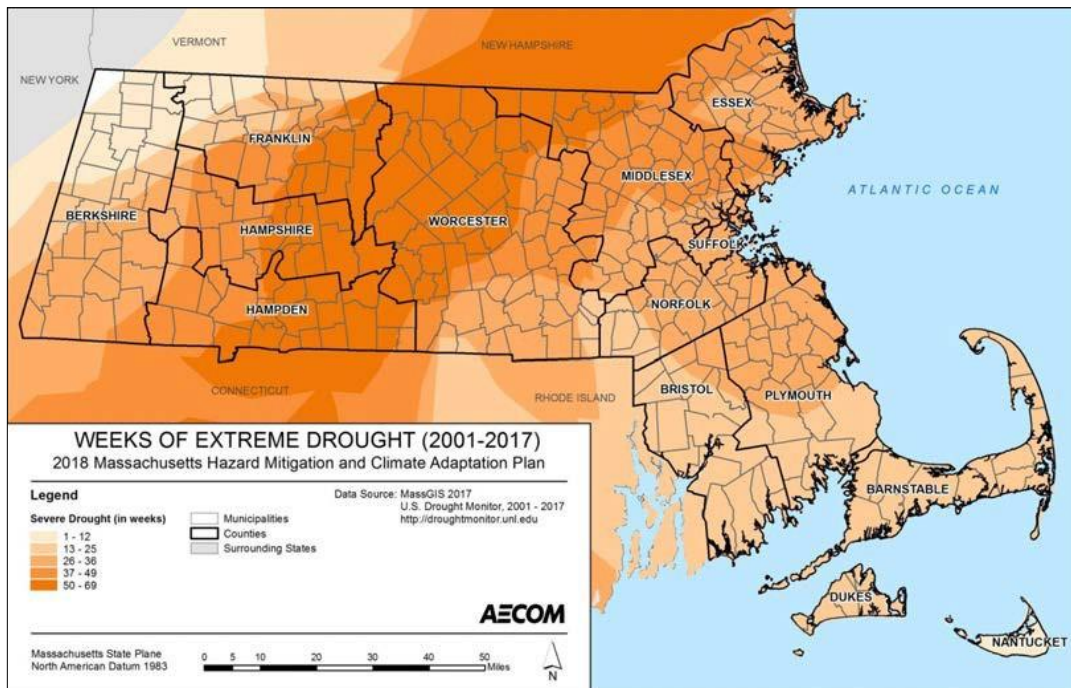 VERMONT
NEW HAMPSHIRE
NEW YORK
ESSEX
FRANKLIN
MIDDLESEX
ATLANTIC OCEAN
BERKSHIRE
HAMPSHIRE
WORCESTER
SUFFOLK
HAMPDEN
NORFOLK
CONNECTICUT
RHODE ISLAND
BRISTOL
PLYMOUTH
BARNSTABLE
DUKES
NANTUCKET
WEEKS OF EXTREME DROUGHT (2001-2017)
2018 Massachusetts Hazard Mitigation and Climate Adaptation Plan
Legend
Severe Drought (in weeks)
1 - 12
13 - 25
26 - 36
37 - 49
50 - 69
Municipalities
Counties
Surrounding States
Data Source: MassGIS 2017
U.S. Drought Monitor, 2001 - 2017
http://droughtmonitor.unl.edu
AECOM
Massachusetts State Plane
North American Datum 1983
0 5 10 20 30 40 50
Miles
N